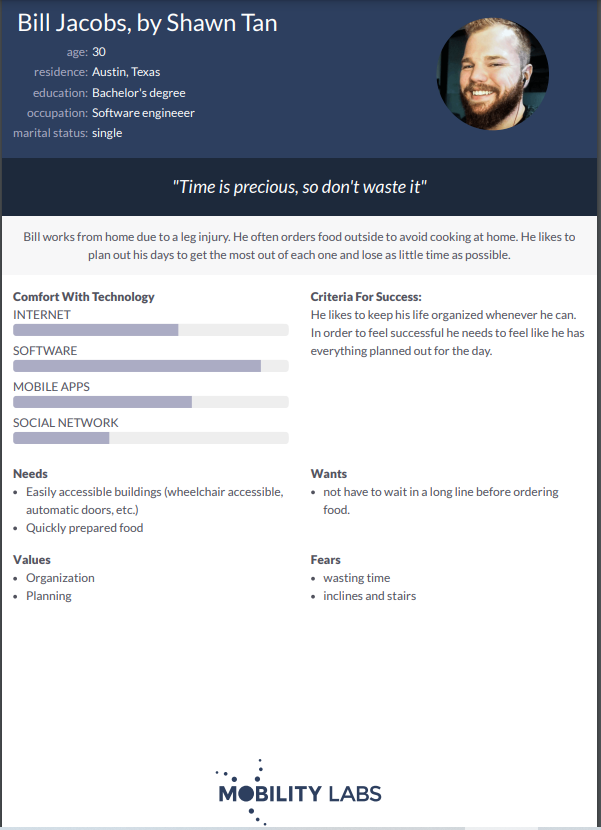 Bill Jacobs, by Shawn Tan
age: 30
residence: Austin, Texas
education: Bachelor's degree
occupation: Software engineeer
marital status: single
"Time is precious, so don't waste it"
Bill works from home due to a leg injury. He often orders food outside to avoid cooking at home. He likes to
plan out his days to get the most out of each one and lose as little time as possible.
Comfort With Technology
INTERNET
SOFTWARE
MOBILE APPS
SOCIAL NETWORK
Criteria For Success:
He likes to keep his life organized whenever he can.
In order to feel successful he needs to feel like he has
everything planned out for the day.
Needs
• Easily accessible buildings (wheelchair accessible,
automatic doors, etc.)
• Quickly prepared food
Wants
• not have to wait in a long line before ordering
food.
Values
• Organization
• Planning
Fears
• wasting time
• inclines and stairs
MOBILITY LABS